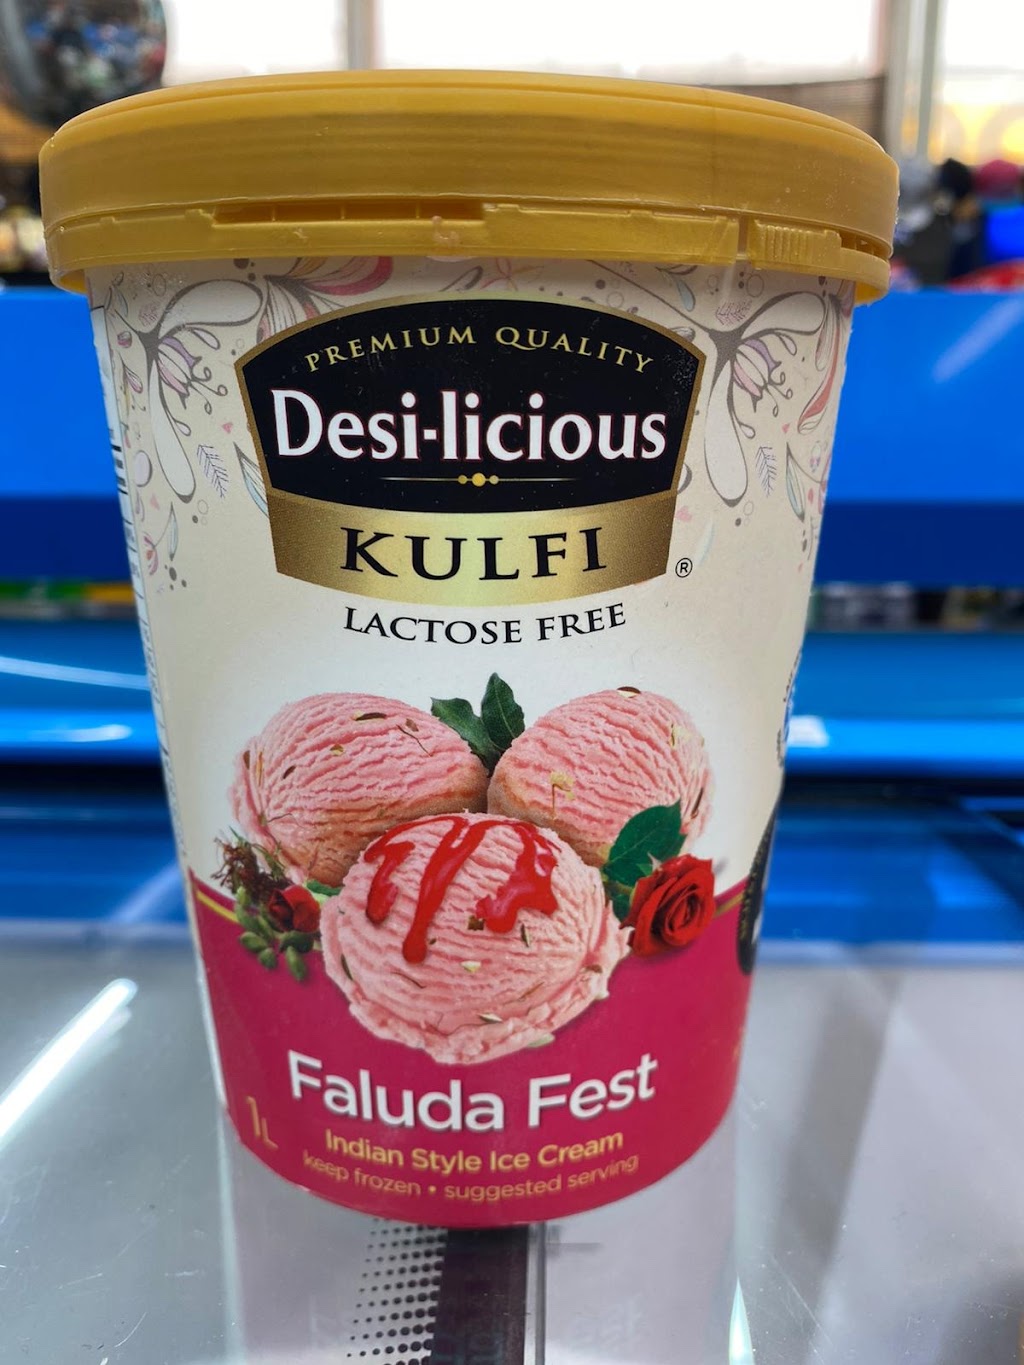 PREMIUM QUALITY
Desi-licious
KULFI
®
LACTOSE FREE
Faluda Fest
1L
Indian Style Ice Cream
keep frozen • suggested serving